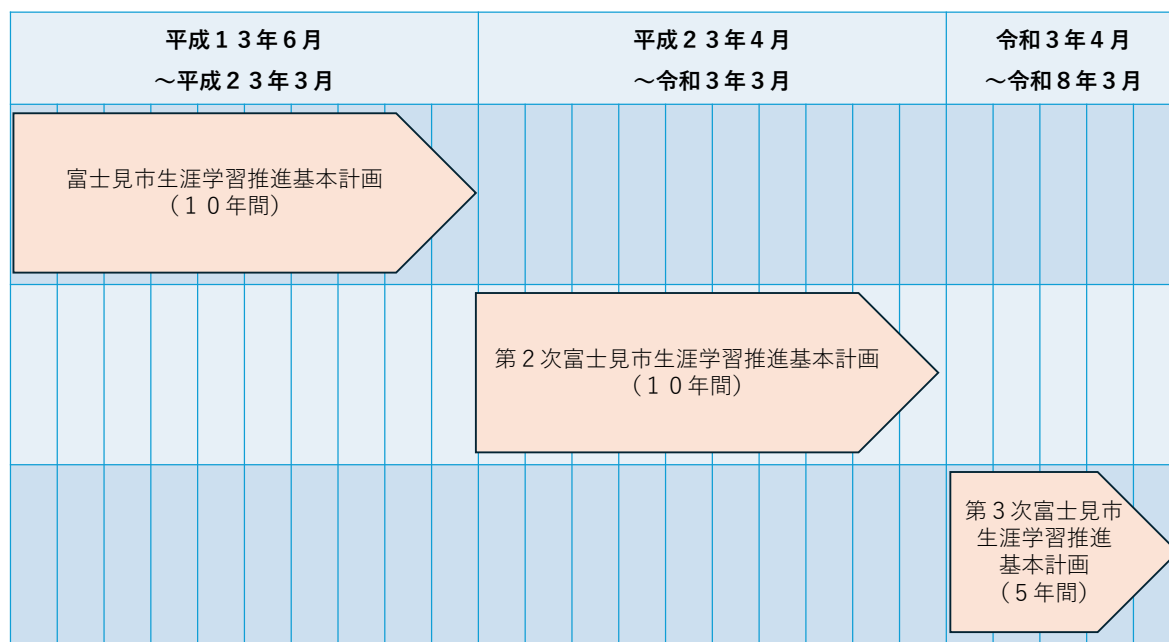 平成１３年６月
～平成２３年３月
平成２３年４月
～令和３年３月
令和３年４月
～令和８年３月
富士見市生涯学習推進基本計画
（１０年間）
第２次富士見市生涯学習推進基本計画
（１０年間）
第３次富士見市
生涯学習推進
基本計画
（５年間）